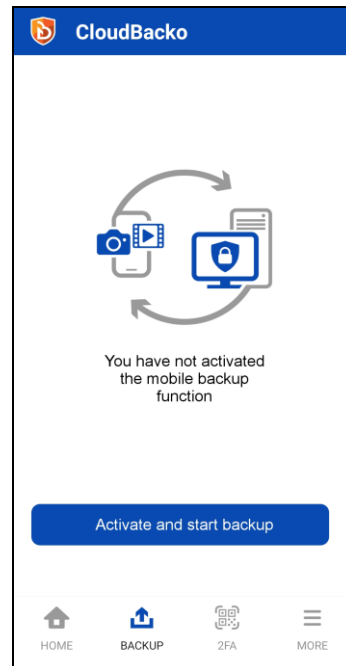 CloudBacko
You have not activated
the mobile backup
function
Activate and start backup
HOME
BACKUP
2FA
MORE